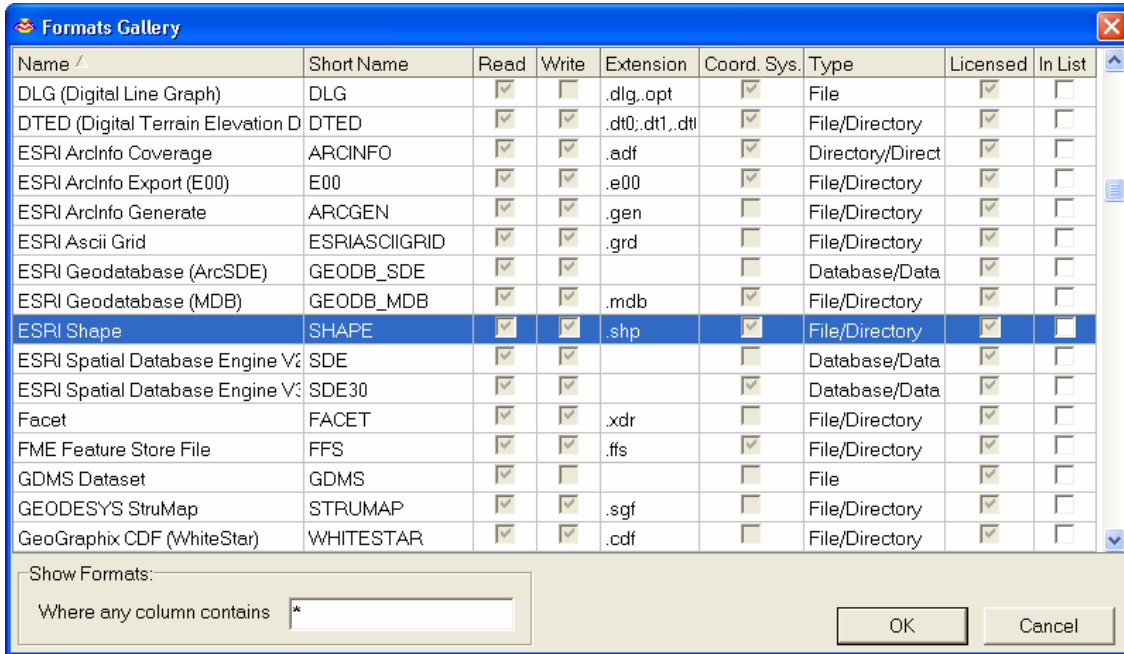 Formats Gallery
Name Short Name Read Write Extension Coord. Sys. Type Licensed In List
DLG (Digital Line Graph) DLG .dlg,.opt File
DTED (Digital Terrain Elevation D DTED .dt0;.dt1,.dt File/Directory
ESRI ArcInfo Coverage ARCINFO .adf Directory/Direct
ESRI ArcInfo Export (E00) E00 .e00 File/Directory
ESRI ArcInfo Generate ARCGEN .gen File/Directory
ESRI Ascii Grid ESRIASCIIGRID .grd File/Directory
ESRI Geodatabase (ArcSDE) GEODB_SDE Database/Data
ESRI Geodatabase (MDB) GEODB_MDB .mdb File/Directory
ESRI Shape SHAPE .shp File/Directory
ESRI Spatial Database Engine V2 SDE Database/Data
ESRI Spatial Database Engine V3 SDE30 Database/Data
Facet FACET .xdr File/Directory
FME Feature Store File FFS .ffs File/Directory
GDMS Dataset GDMS File
GEODESYS StruMap STRUMAP .sgf File/Directory
GeoGraphix CDF (WhiteStar) WHITESTAR .cdf File/Directory
Show Formats:
Where any column contains *
OK Cancel